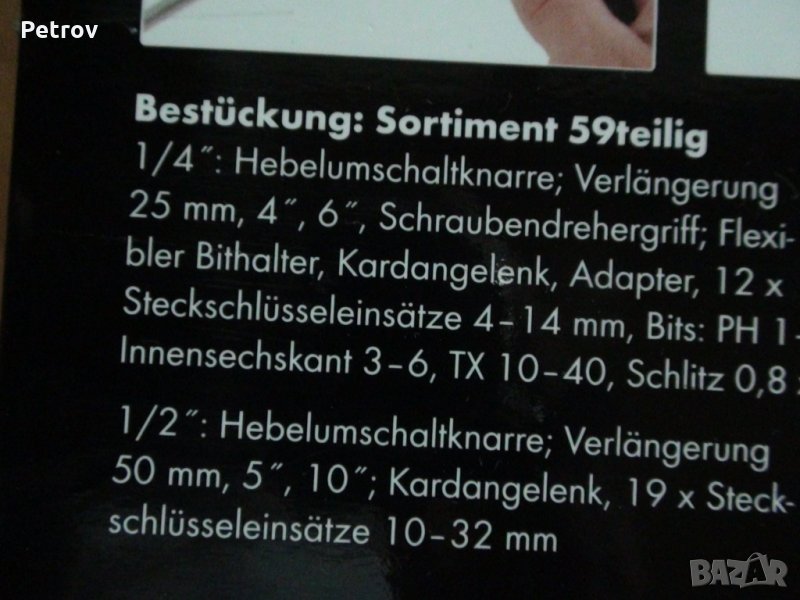 Petrov
Bestückung: Sortiment 59teilig
1/4″: Hebelumschaltknarre; Verlängerung
25 mm, 4″, 6″, Schraubendrehergriff; Flexi-
bler Bithalter, Kardangelenk, Adapter, 12 x
Steckschlüsseleinsätze 4–14 mm, Bits: PH 1-
Innensechskant 3–6, TX 10–40, Schlitz 0,8 x
1/2″: Hebelumschaltknarre; Verlängerung
50 mm, 5″, 10″; Kardangelenk, 19 x Steck-
schlüsseleinsätze 10–32 mm
BAZAR